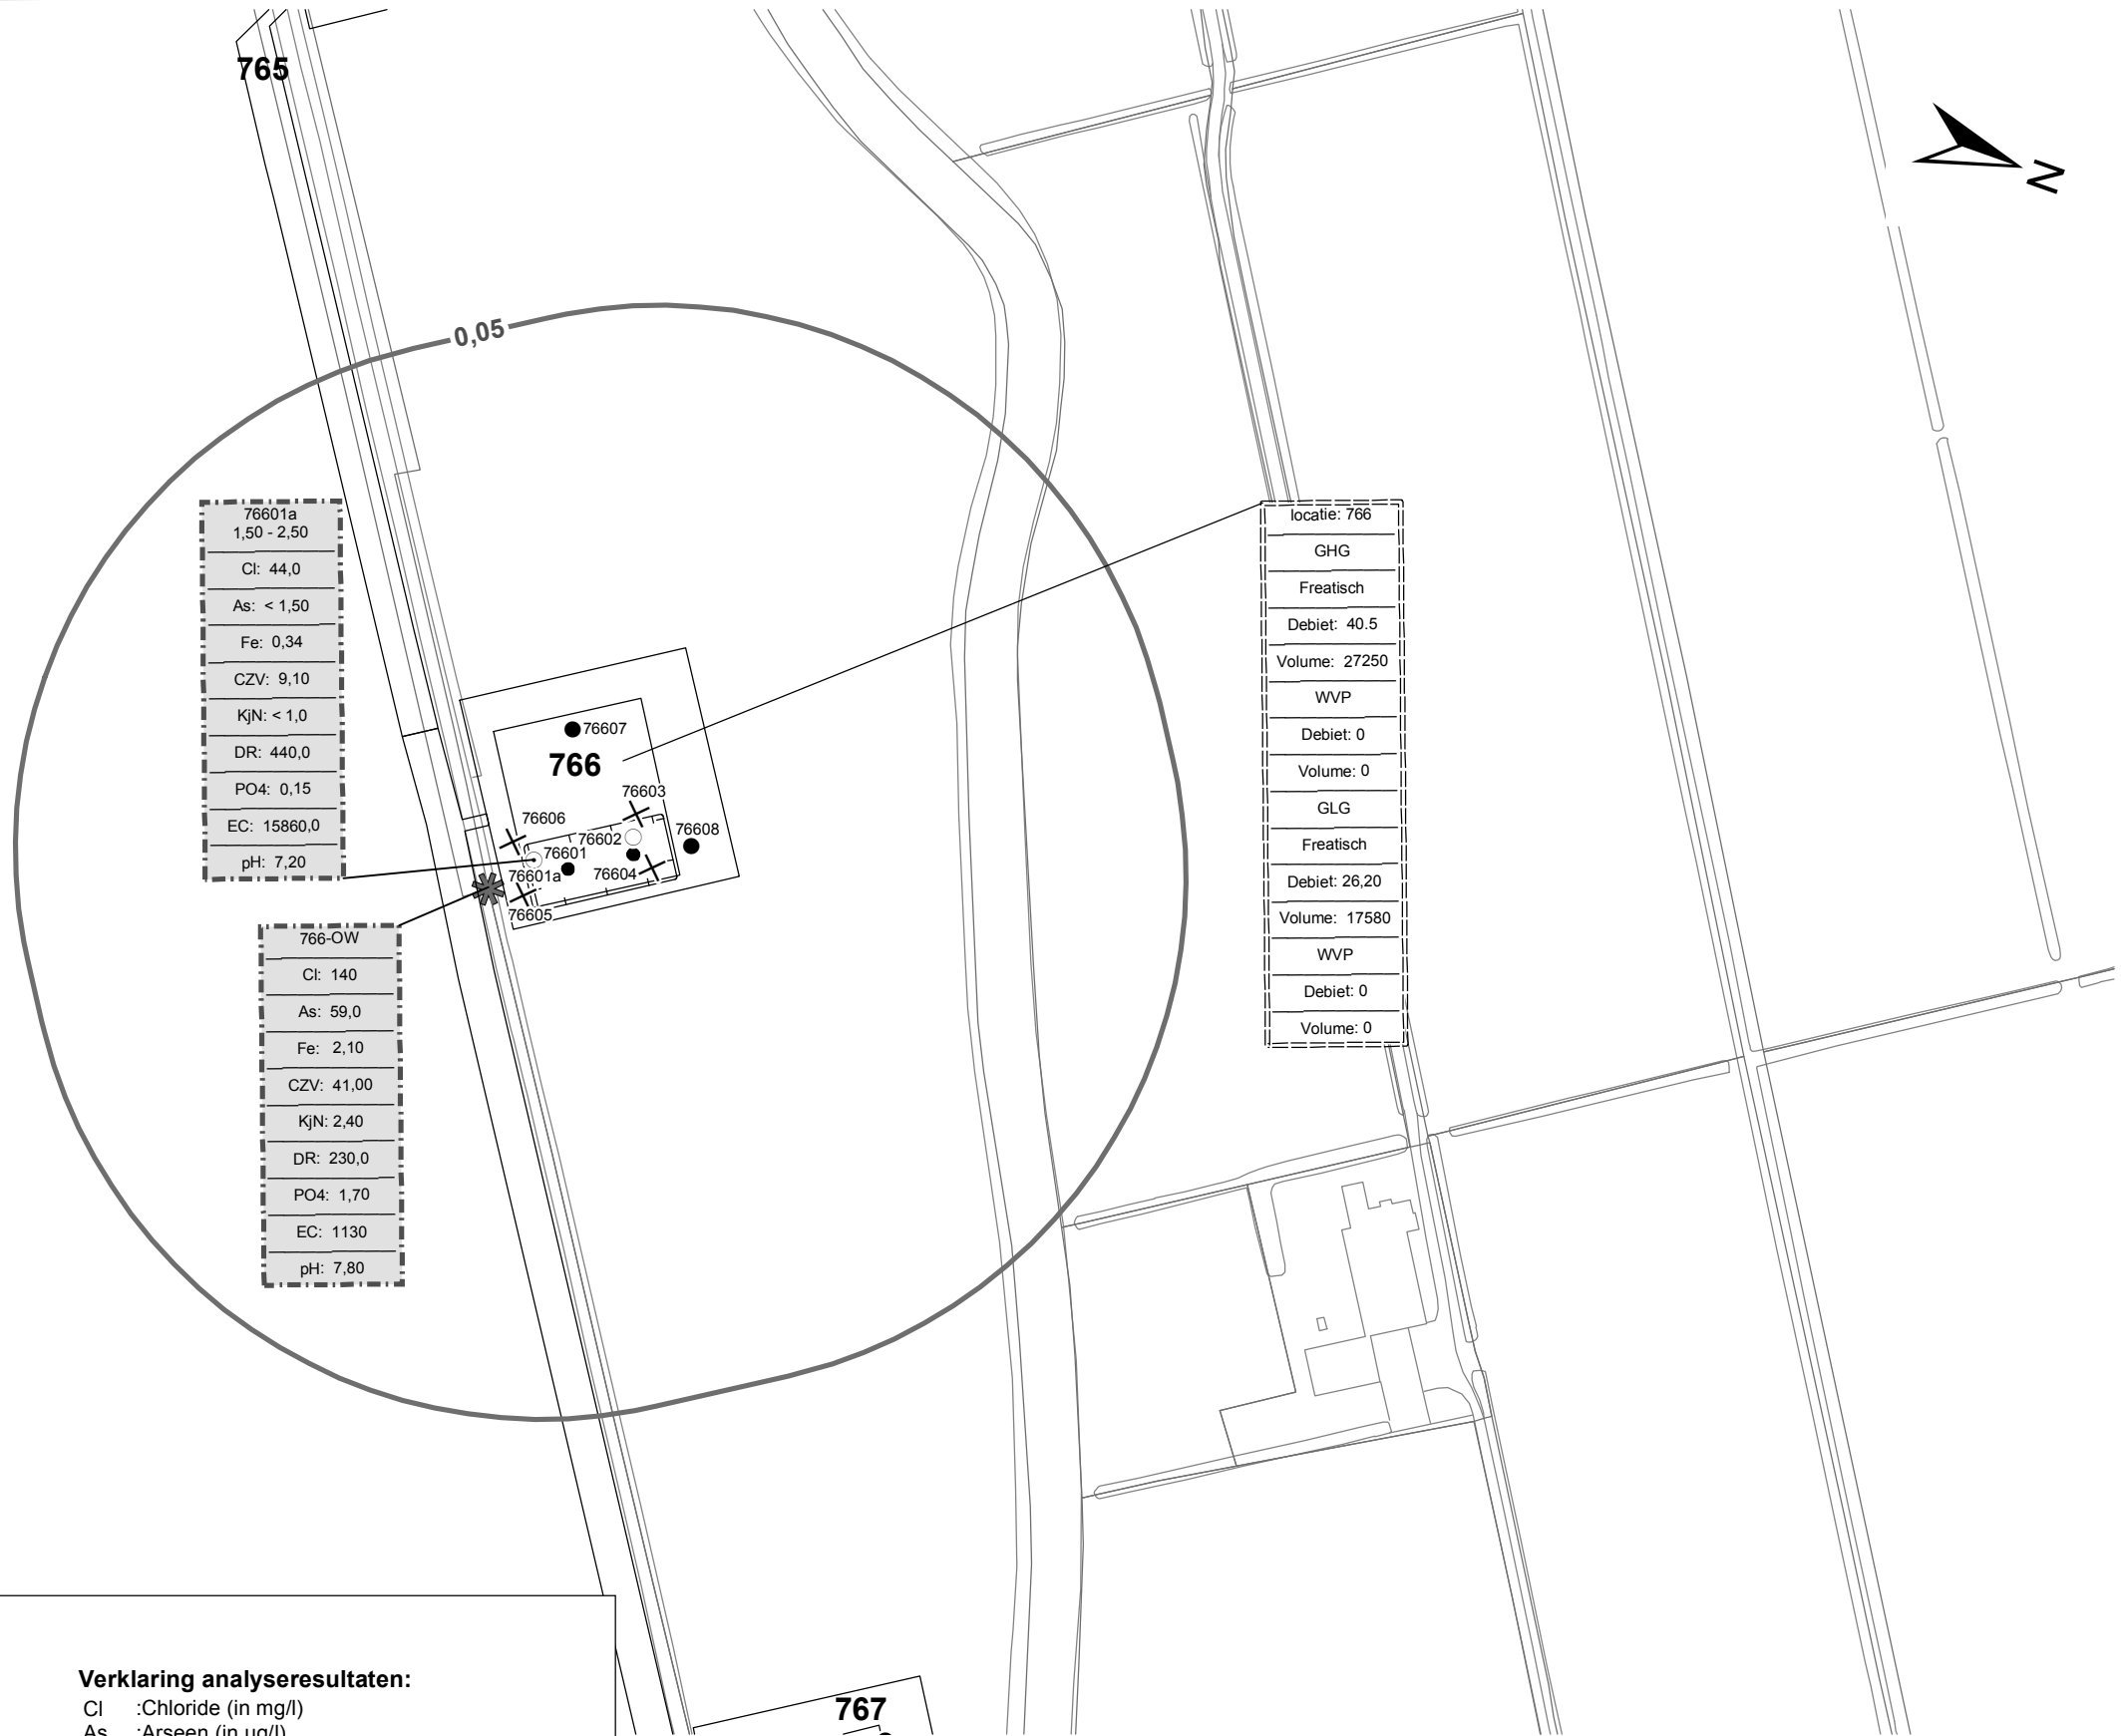 765
N
0,05
76601a
1,50 - 2,50
Cl: 44,0
As: < 1,50
Fe: 0,34
CZV: 9,10
KjN: < 1,0
DR: 440,0
PO4: 0,15
EC: 15860,0
pH: 7,20
locatie: 766
GHG
Freatisch
Debiet: 40.5
Volume: 27250
WVP
Debiet: 0
Volume: 0
GLG
Freatisch
Debiet: 26,20
Volume: 17580
WVP
Debiet: 0
Volume: 0
76607
766
76603
76606
76602
76608
76601
76601a
76604
76605
766-OW
Cl: 140
As: 59,0
Fe: 2,10
CZV: 41,00
KjN: 2,40
DR: 230,0
PO4: 1,70
EC: 1130
pH: 7,80
Verklaring analyseresultaten:
Cl :Chloride (in mg/l)
As :Arseen (in ug/l)
767